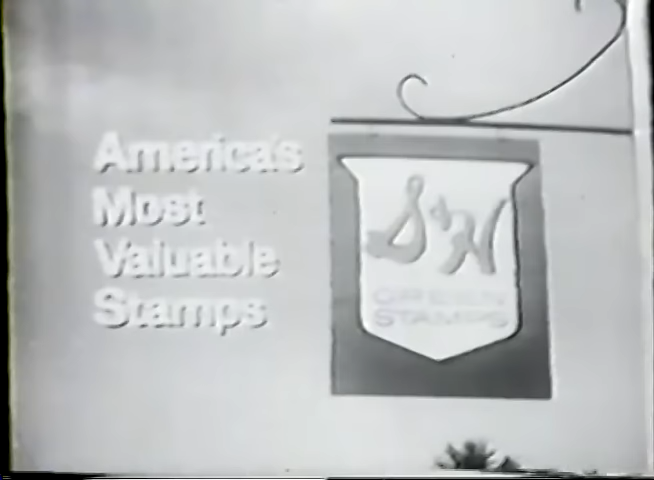 America's
Most
Valuable
Stamps
S&H
GREEN
STAMPS